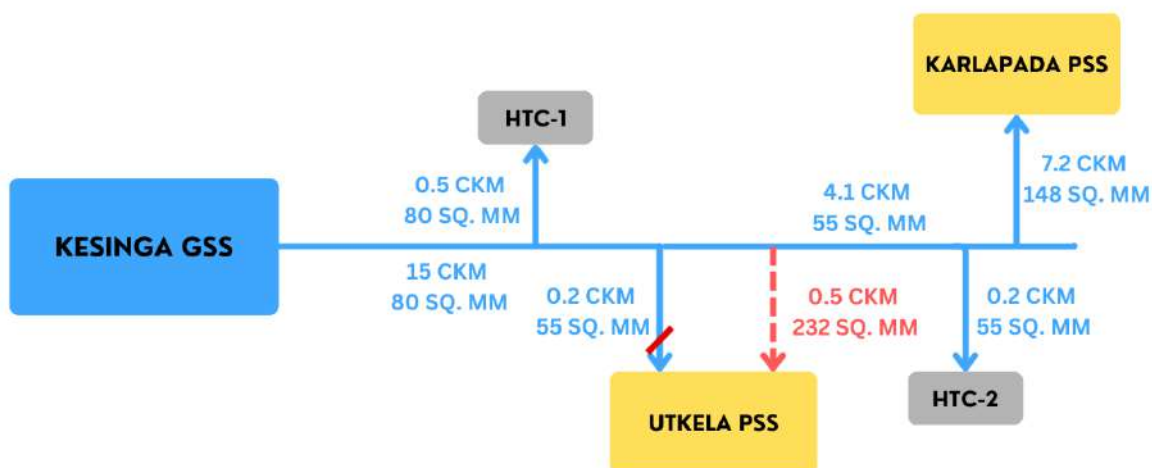 KARLAPADA PSS
HTC-1
0.5 CKM
80 SQ. MM
4.1 CKM
55 SQ. MM
7.2 CKM
148 SQ. MM
KESINGA GSS
15 CKM
80 SQ. MM
0.2 CKM
55 SQ. MM
0.5 CKM
232 SQ. MM
0.2 CKM
55 SQ. MM
UTKELA PSS
HTC-2